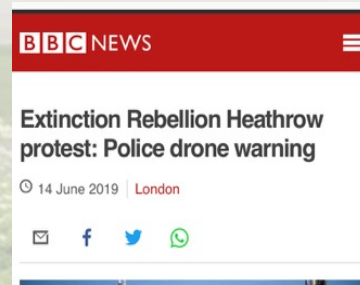 BBC NEWS
Extinction Rebellion Heathrow
protest: Police drone warning
14 June 2019 London